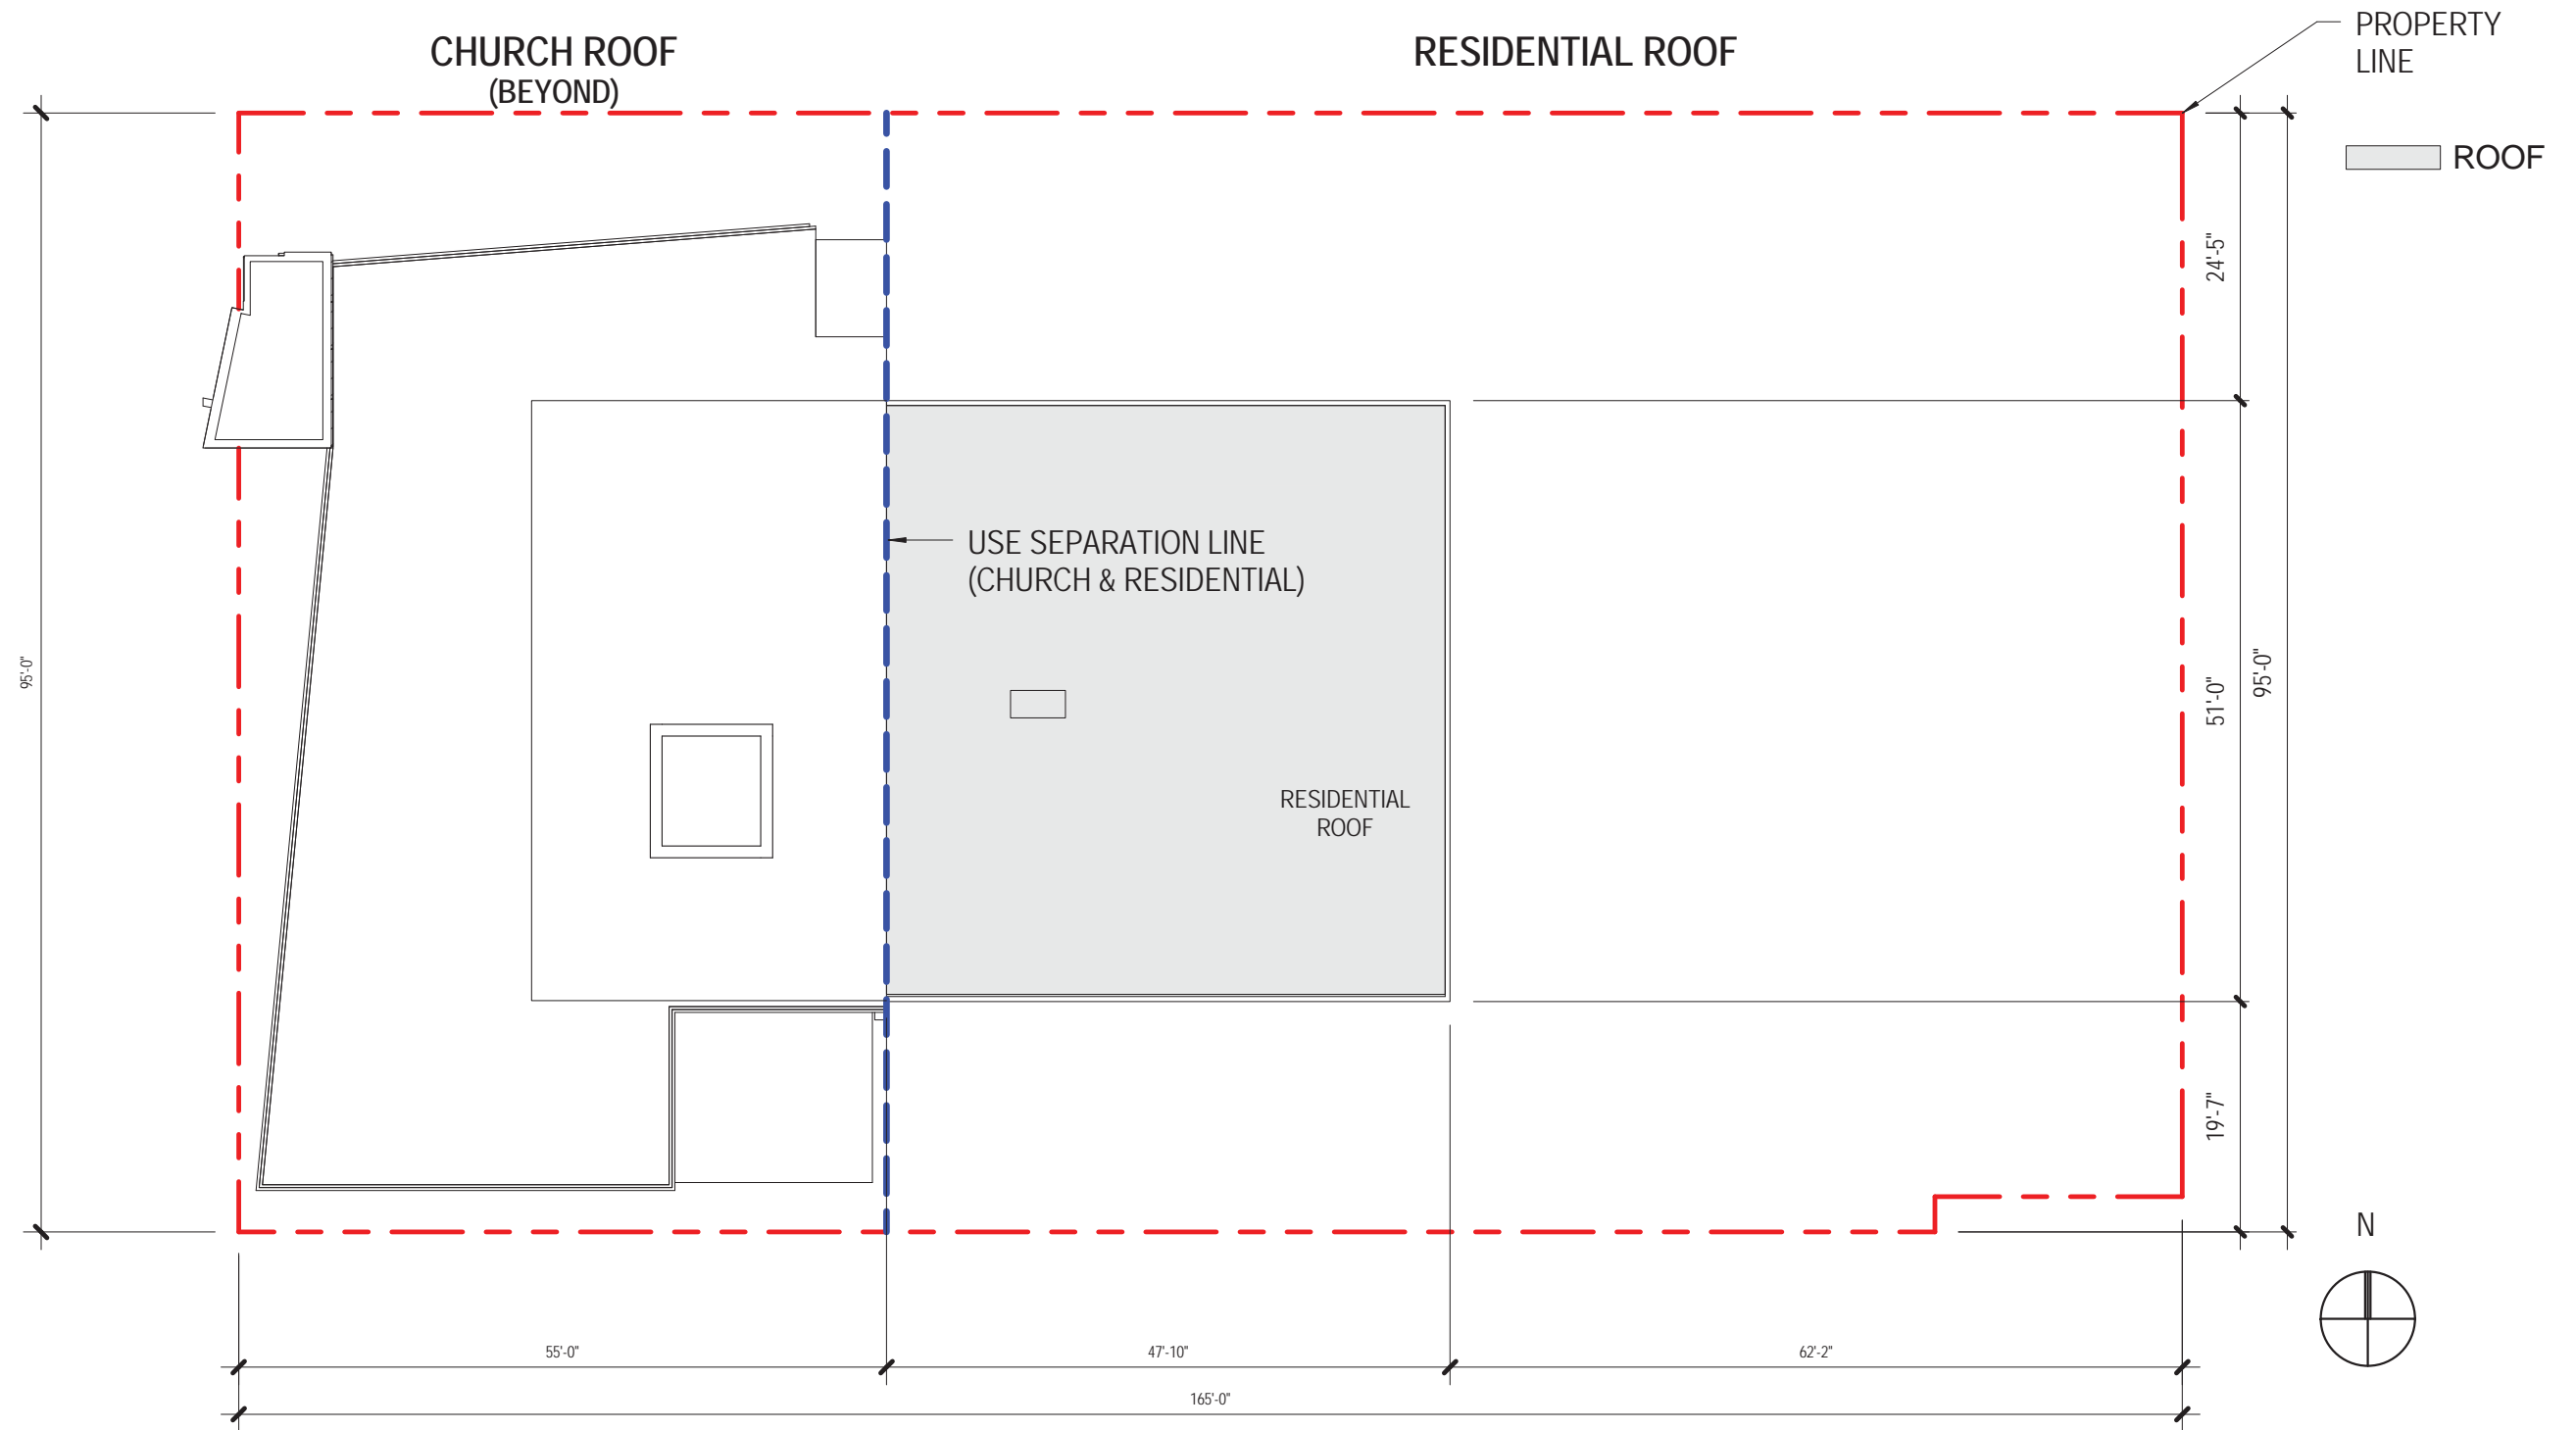 CHURCH ROOF
(BEYOND)
RESIDENTIAL ROOF
PROPERTY
LINE
ROOF
24'-5"
USE SEPARATION LINE
(CHURCH & RESIDENTIAL)
95'-0"
51'-0"
95'-0"
RESIDENTIAL
ROOF
19'-7"
N
55'-0"
47'-10"
62'-2"
165'-0"